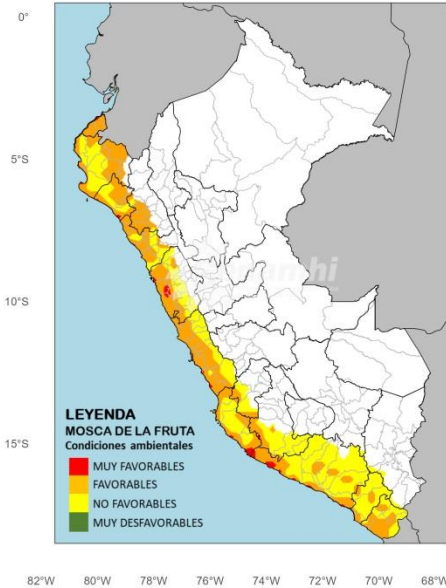 0°
5°S
10°S
15°S
senamhi
LEYENDA
MOSCA DE LA FRUTA
Condiciones ambientales
MUY FAVORABLES
FAVORABLES
NO FAVORABLES
MUY DESFAVORABLES
82°W 80°W 78°W 76°W 74°W 72°W 70°W 68°W